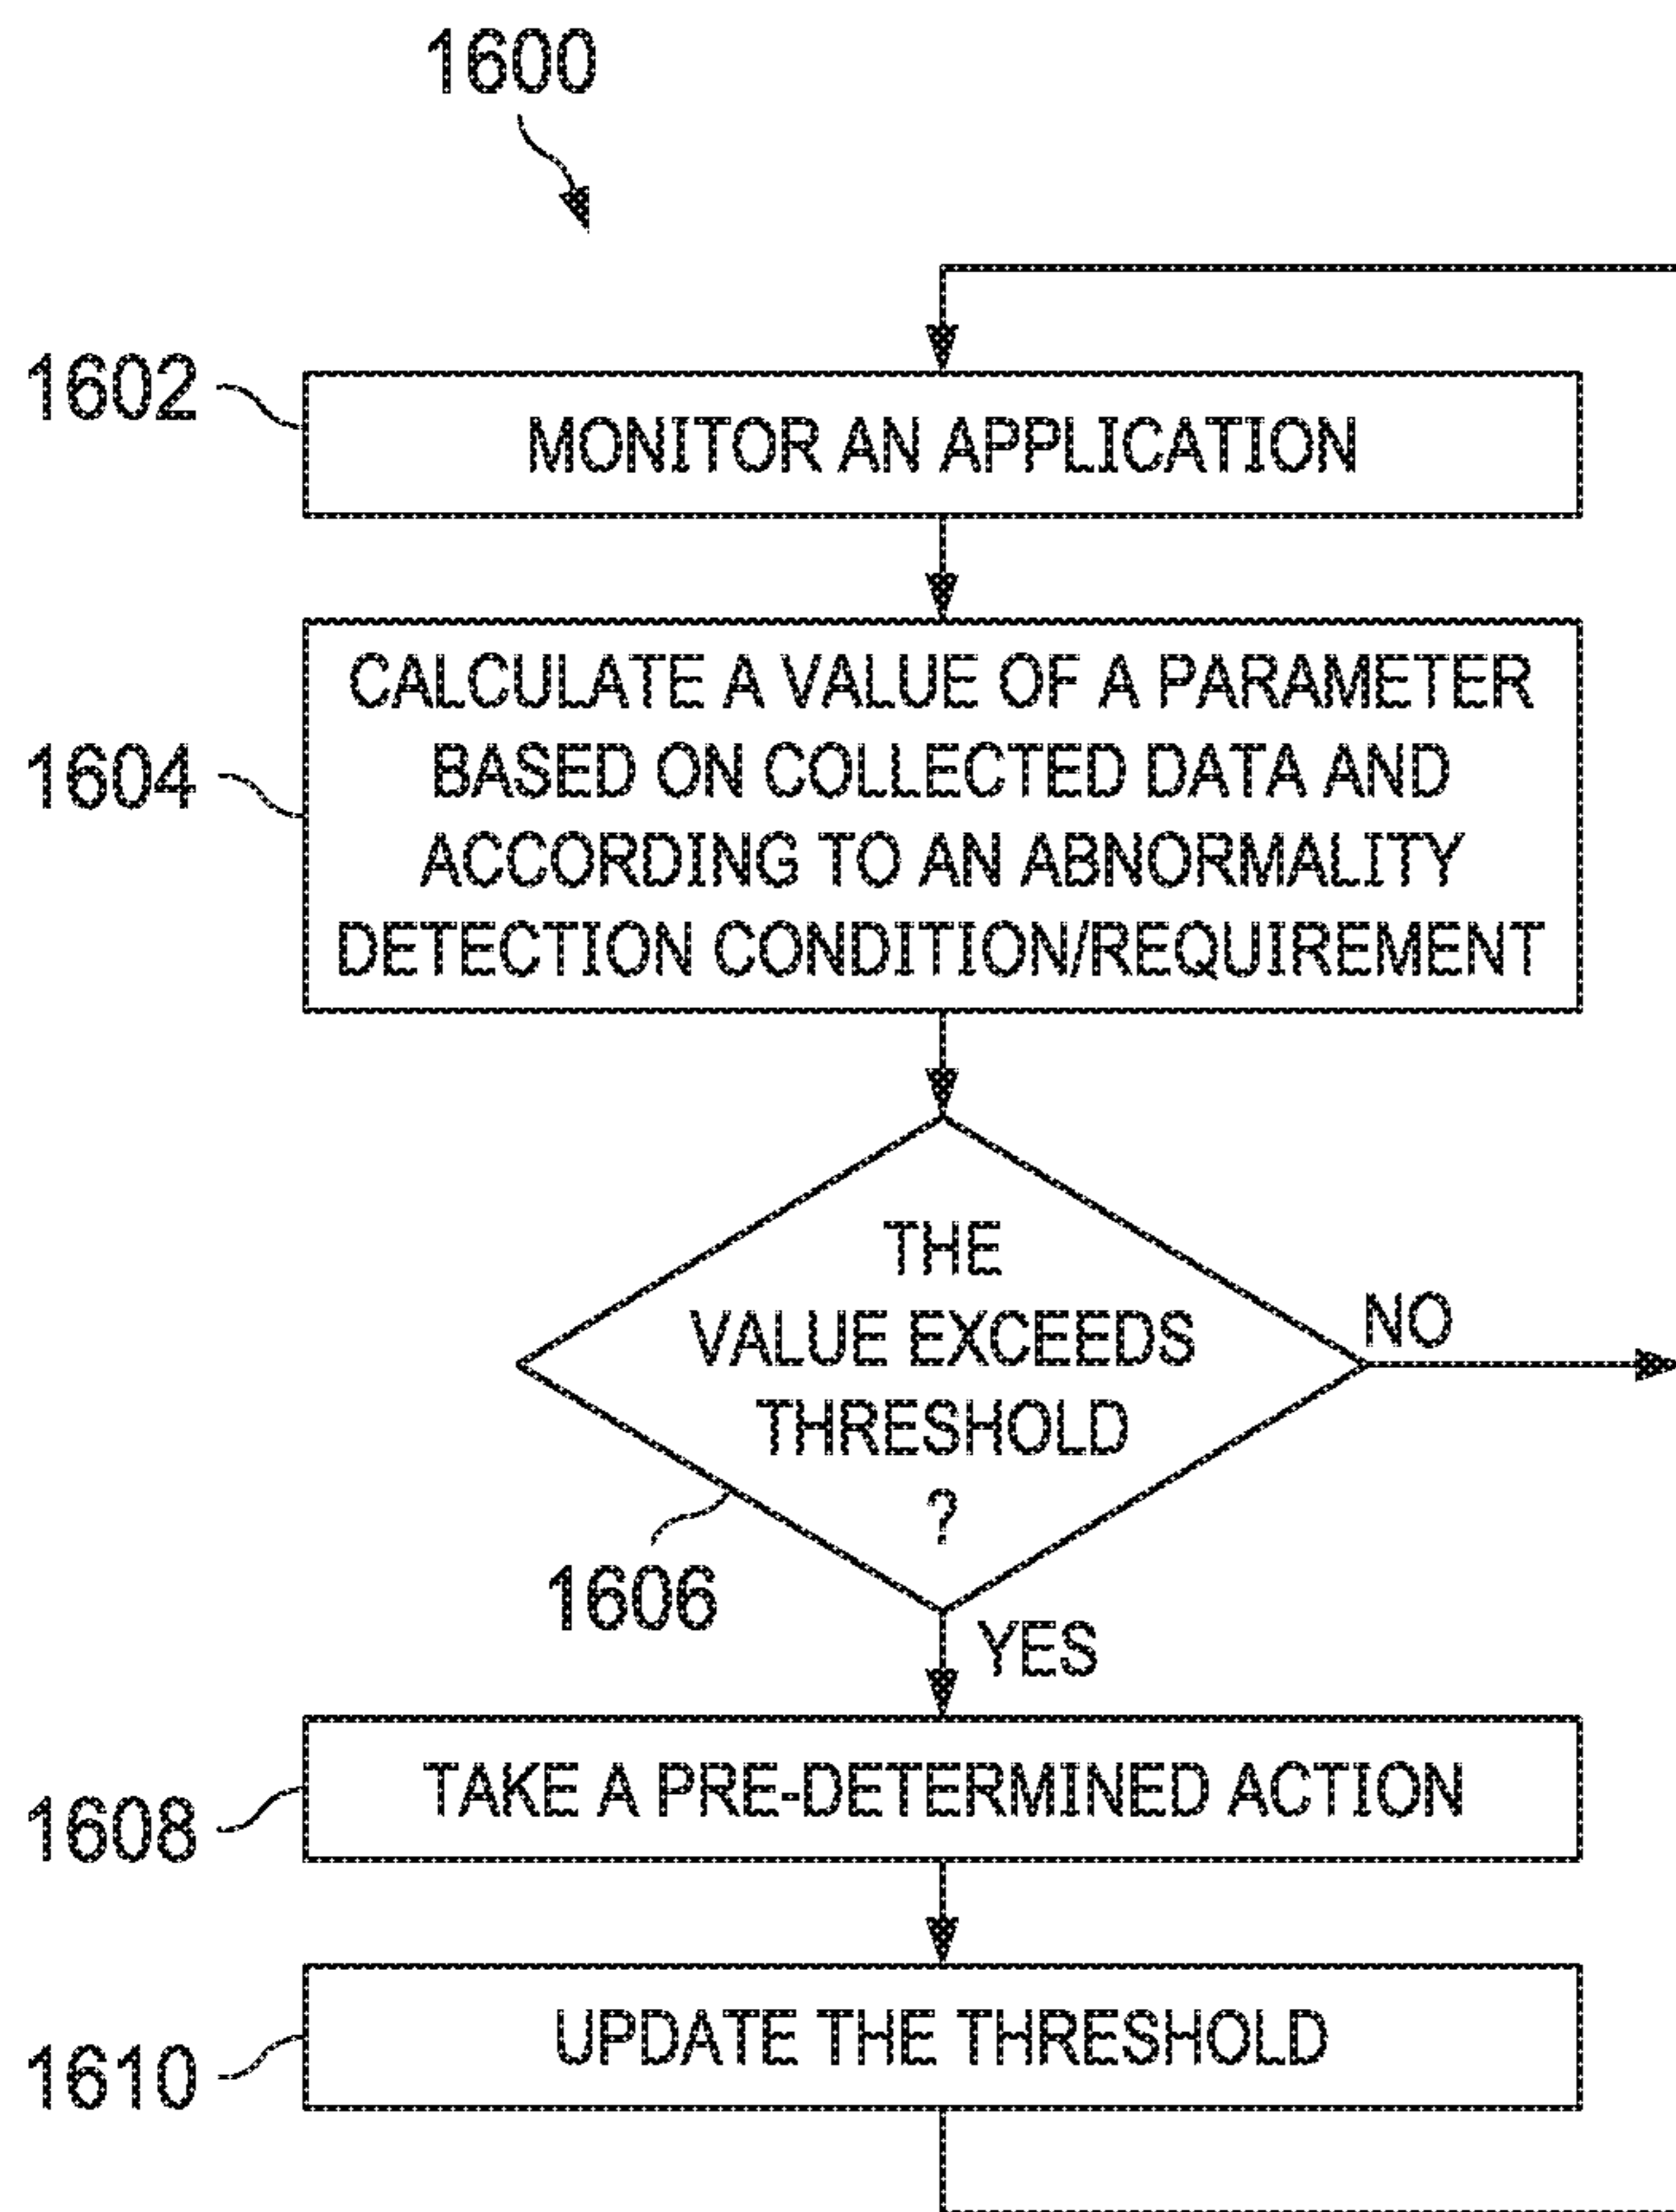 1600
1602
MONITOR AN APPLICATION
1604
CALCULATE A VALUE OF A PARAMETER
BASED ON COLLECTED DATA AND
ACCORDING TO AN ABNORMALITY
DETECTION CONDITION/REQUIREMENT
THE
VALUE EXCEEDS
THRESHOLD
?
NO
1606
YES
1608
TAKE A PRE-DETERMINED ACTION
1610
UPDATE THE THRESHOLD